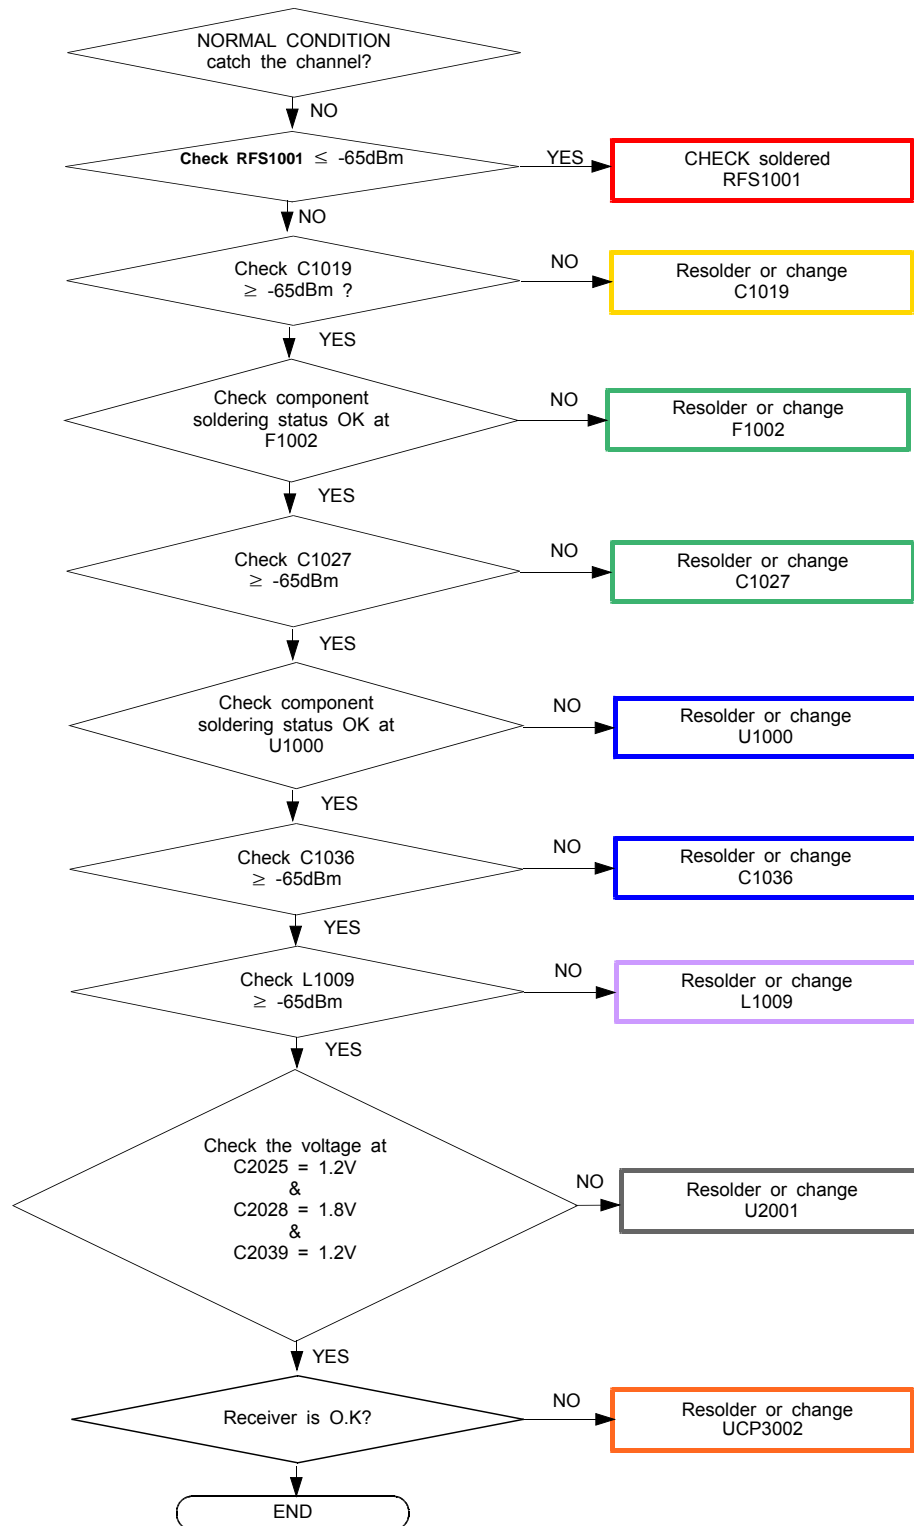 NORMAL CONDITION
catch the channel?
NO
Check RFS1001 ≤ -65dBm
YES
CHECK soldered
RFS1001
NO
Check C1019
≥ -65dBm ?
NO
Resolder or change
C1019
YES
Check component
soldering status OK at
F1002
NO
Resolder or change
F1002
YES
Check C1027
≥ -65dBm
NO
Resolder or change
C1027
YES
Check component
soldering status OK at
U1000
NO
Resolder or change
U1000
YES
Check C1036
≥ -65dBm
NO
Resolder or change
C1036
YES
Check L1009
≥ -65dBm
NO
Resolder or change
L1009
YES
Check the voltage at
C2025 = 1.2V
&
C2028 = 1.8V
&
C2039 = 1.2V
NO
Resolder or change
U2001
YES
Receiver is O.K?
NO
Resolder or change
UCP3002
END